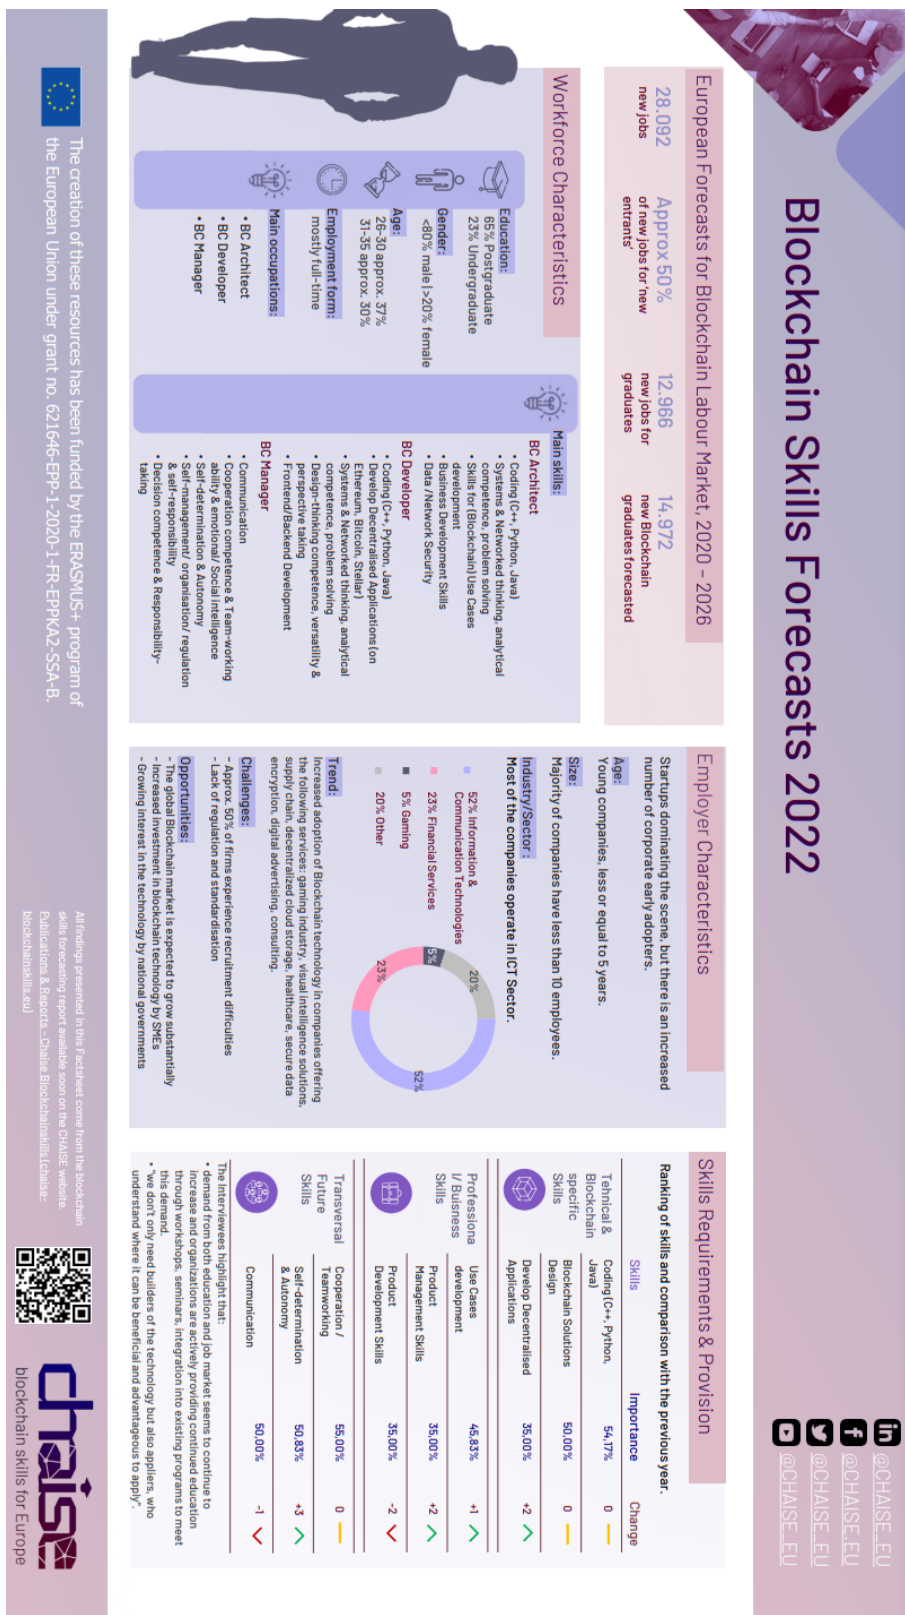 Blockchain Skills Forecasts 2022
@CHAISE_EU
@CHAISE_EU
@CHAISE_EU
@CHAISE_EU
European Forecasts for Blockchain Labour Market, 2020 - 2026
28.092
new jobs
Approx 50%
of new jobs for 'new
entrants'
12.966
new jobs for
graduates
14.972
new Blockchain
graduates forecasted
Workforce Characteristics
Education:
65% Postgraduate
23% Undergraduate
Gender:
<80% male | >20% female
Age:
26-30 approx. 37%
31-35 approx. 30%
Employment form:
mostly full-time
Main occupations:
• BC Architect
• BC Developer
• BC Manager
Main skills:
BC Architect
• Coding (C++, Python, Java)
• Systems & Networked thinking, analytical
competence, problem solving
• Skills for (Blockchain) Use Cases
development
• Business Development Skills
• Data / Network Security
BC Developer
• Coding (C++, Python, Java)
• Develop Decentralised Applications (on
Ethereum, Bitcoin, Stellar)
• Systems & Networked thinking, analytical
competence, problem solving
• Design-thinking competence, versatility &
perspective taking
• Frontend/Backend Development
BC Manager
• Communication
• Cooperation competence & Team-working
ability & emotional/ Social intelligence
• Self-determination & Autonomy
• Self-management/ organisation/ regulation
& self-responsibility
• Decision competence & Responsibility-
taking
Employer Characteristics
Startups dominating the scene, but there is an increased
number of corporate early adopters.
Age:
Young companies, less or equal to 5 years.
Size:
Majority of companies have less than 10 employees.
Industry/Sector :
Most of the companies operate in ICT Sector.
52% Information &
Communication Technologies
23% Financial Services
5% Gaming
20% Other
20%
5%
23%
52%
Trend:
Increased adoption of Blockchain technology in companies offering
the following services: gaming industry, visual intelligence solutions,
supply chain, decentralized cloud storage, healthcare, secure data
encryption, digital advertising, consulting.
Challenges:
- Approx. 50% of firms experience recruitment difficulties
- Lack of regulation and standardisation
Opportunities:
- The global Blockchain market is expected to grow substantially
- Increased investment in blockchain technology by SMEs
- Growing interest in the technology by national governments
Skills Requirements & Provision
Ranking of skills and comparison with the previous year.
Skills Importance Change
Tehnical &
Blockchain
specific
Skills
Coding (C++, Python,
Java) 54,17% 0
Blockchain Solutions
Design 50,00% 0
Develop Decentralised
Applications 35,00% +2
Professiona
l/ Buisness
Skills
Use Cases
development 45,83% +1
Product
Management Skills 35,00% +2
Product
Development Skills 35,00% -2
Transversal
Future
Skills
Cooperation /
Teamworking 55,00% 0
Self-determination
& Autonomy 50,83% +3
Communication 50,00% -1
The Interviewees highlight that:
• demand from both education and job market seems to continue to
increase and organizations are actively providing continued education
through workshops, seminars, integration into existing programs to meet
this demand.
• "we don't only need builders of the technology but also appliers, who
understand where it can be beneficial and advantageous to apply".
The creation of these resources has been funded by the ERASMUS+ program of
the European Union under grant no. 621646-EPP-1-2020-1-FR-EPPKA2-SSA-B.
All findings presented in this Factsheet come from the blockchain
skills forecasting report available soon on the CHAISE website.
Publications & Reports - Chaise Blockchainskills (chaise-
blockchainskills.eu)
chaise
blockchain skills for Europe